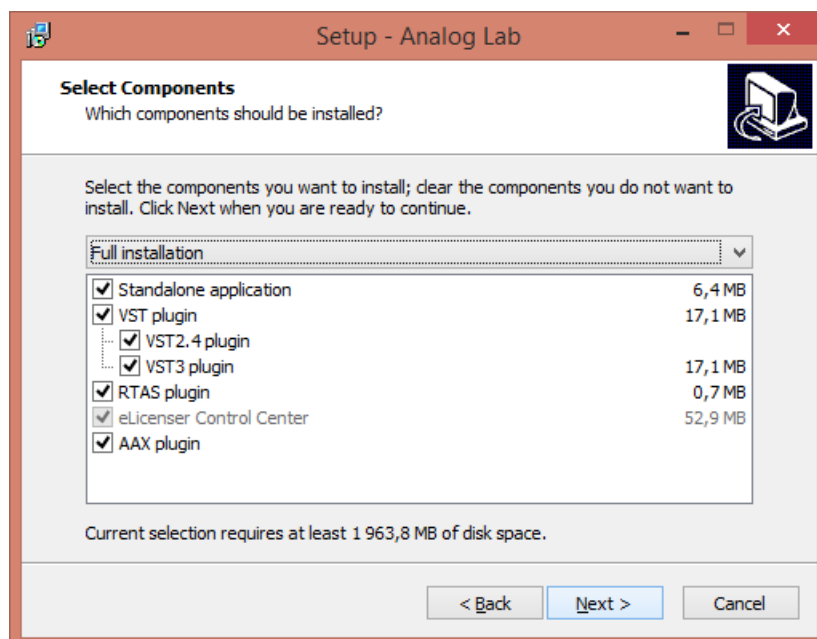 Setup - Analog Lab
Select Components
Which components should be installed?
Select the components you want to install; clear the components you do not want to
install. Click Next when you are ready to continue.
Full installation
Standalone application 6,4 MB
VST plugin 17,1 MB
VST2.4 plugin
VST3 plugin 17,1 MB
RTAS plugin 0,7 MB
eLicenser Control Center 52,9 MB
AAX plugin
Current selection requires at least 1 963,8 MB of disk space.
< Back Next > Cancel